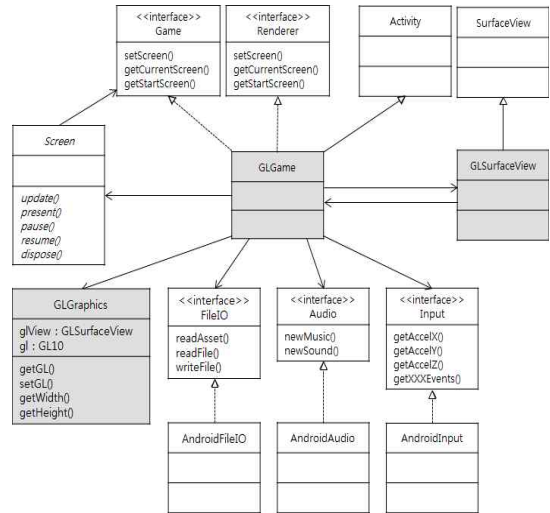 <<interface>>
Game
setScreen()
getCurrentScreen()
getStartScreen()
<<interface>>
Renderer
setScreen()
getCurrentScreen()
getStartScreen()
Activity
SurfaceView
Screen
update()
present()
pause()
resume()
dispose()
GLGame
GLSurfaceView
GLGraphics
glView : GLSurfaceView
gl : GL10
getGL()
setGL()
getWidth()
getHeight()
<<interface>>
FileIO
readAsset()
readFile()
writeFile()
<<interface>>
Audio
newMusic()
newSound()
<<interface>>
Input
getAccelX()
getAccelY()
getAccelZ()
getXXXEvents()
AndroidFileIO
AndroidAudio
AndroidInput